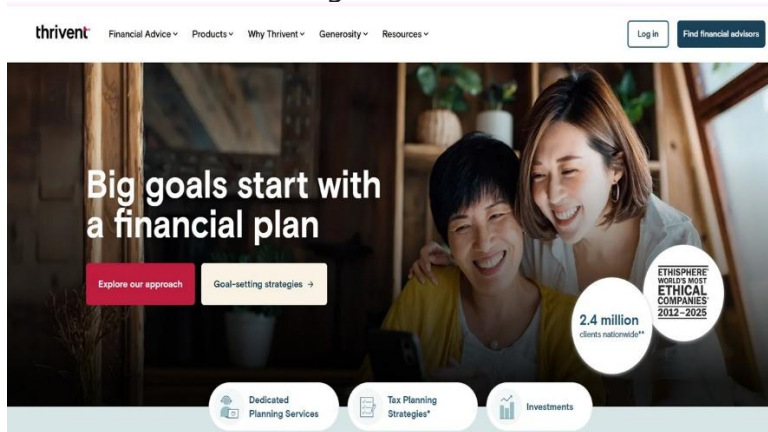 thrivent
Financial Advice
Products
Why Thrivent
Generosity
Resources
Log in
Find financial advisors
Big goals start with
a financial plan
Explore our approach
Goal-setting strategies →
2.4 million
clients nationwide**
ETHISPHERE®
WORLD'S MOST
ETHICAL
COMPANIES®
2012–2025
Dedicated
Planning Services
Tax Planning
Strategies*
Investments